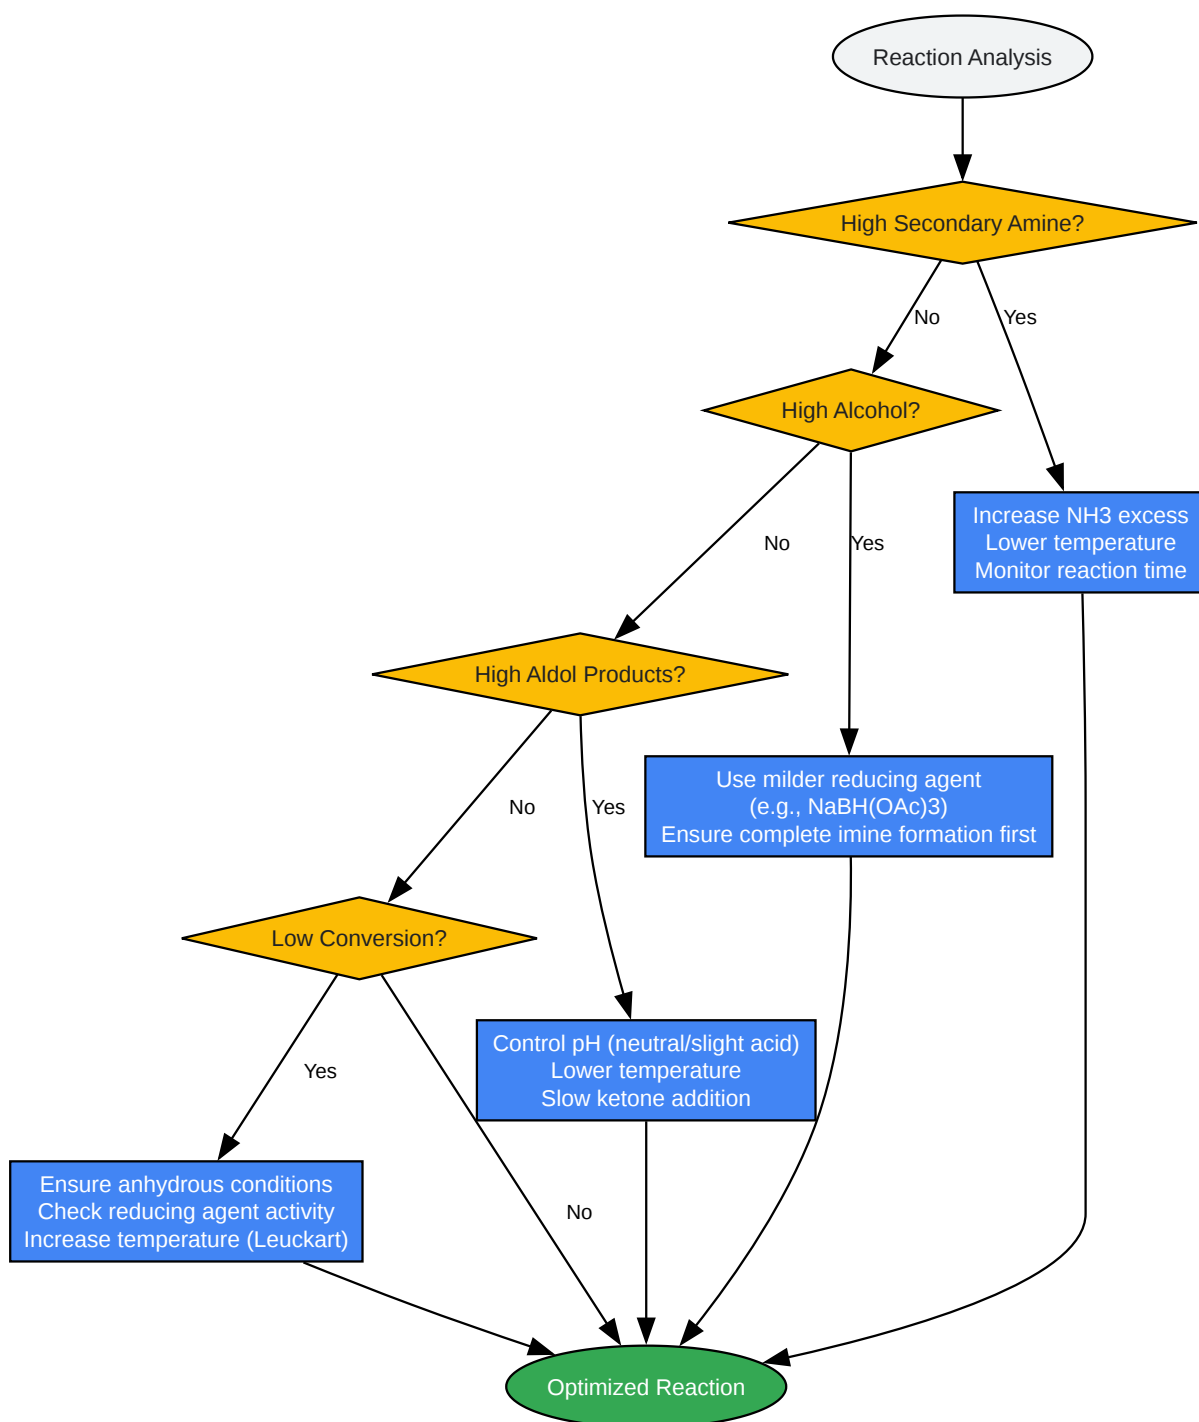 Reaction Analysis
High Secondary Amine?
No
Yes
High Alcohol?
No
Yes
Increase NH3 excess
Lower temperature
Monitor reaction time
High Aldol Products?
No
Yes
Use milder reducing agent
(e.g., NaBH(OAc)3)
Ensure complete imine formation first
Low Conversion?
Yes
No
Control pH (neutral/slight acid)
Lower temperature
Slow ketone addition
Ensure anhydrous conditions
Check reducing agent activity
Increase temperature (Leuckart)
Optimized Reaction